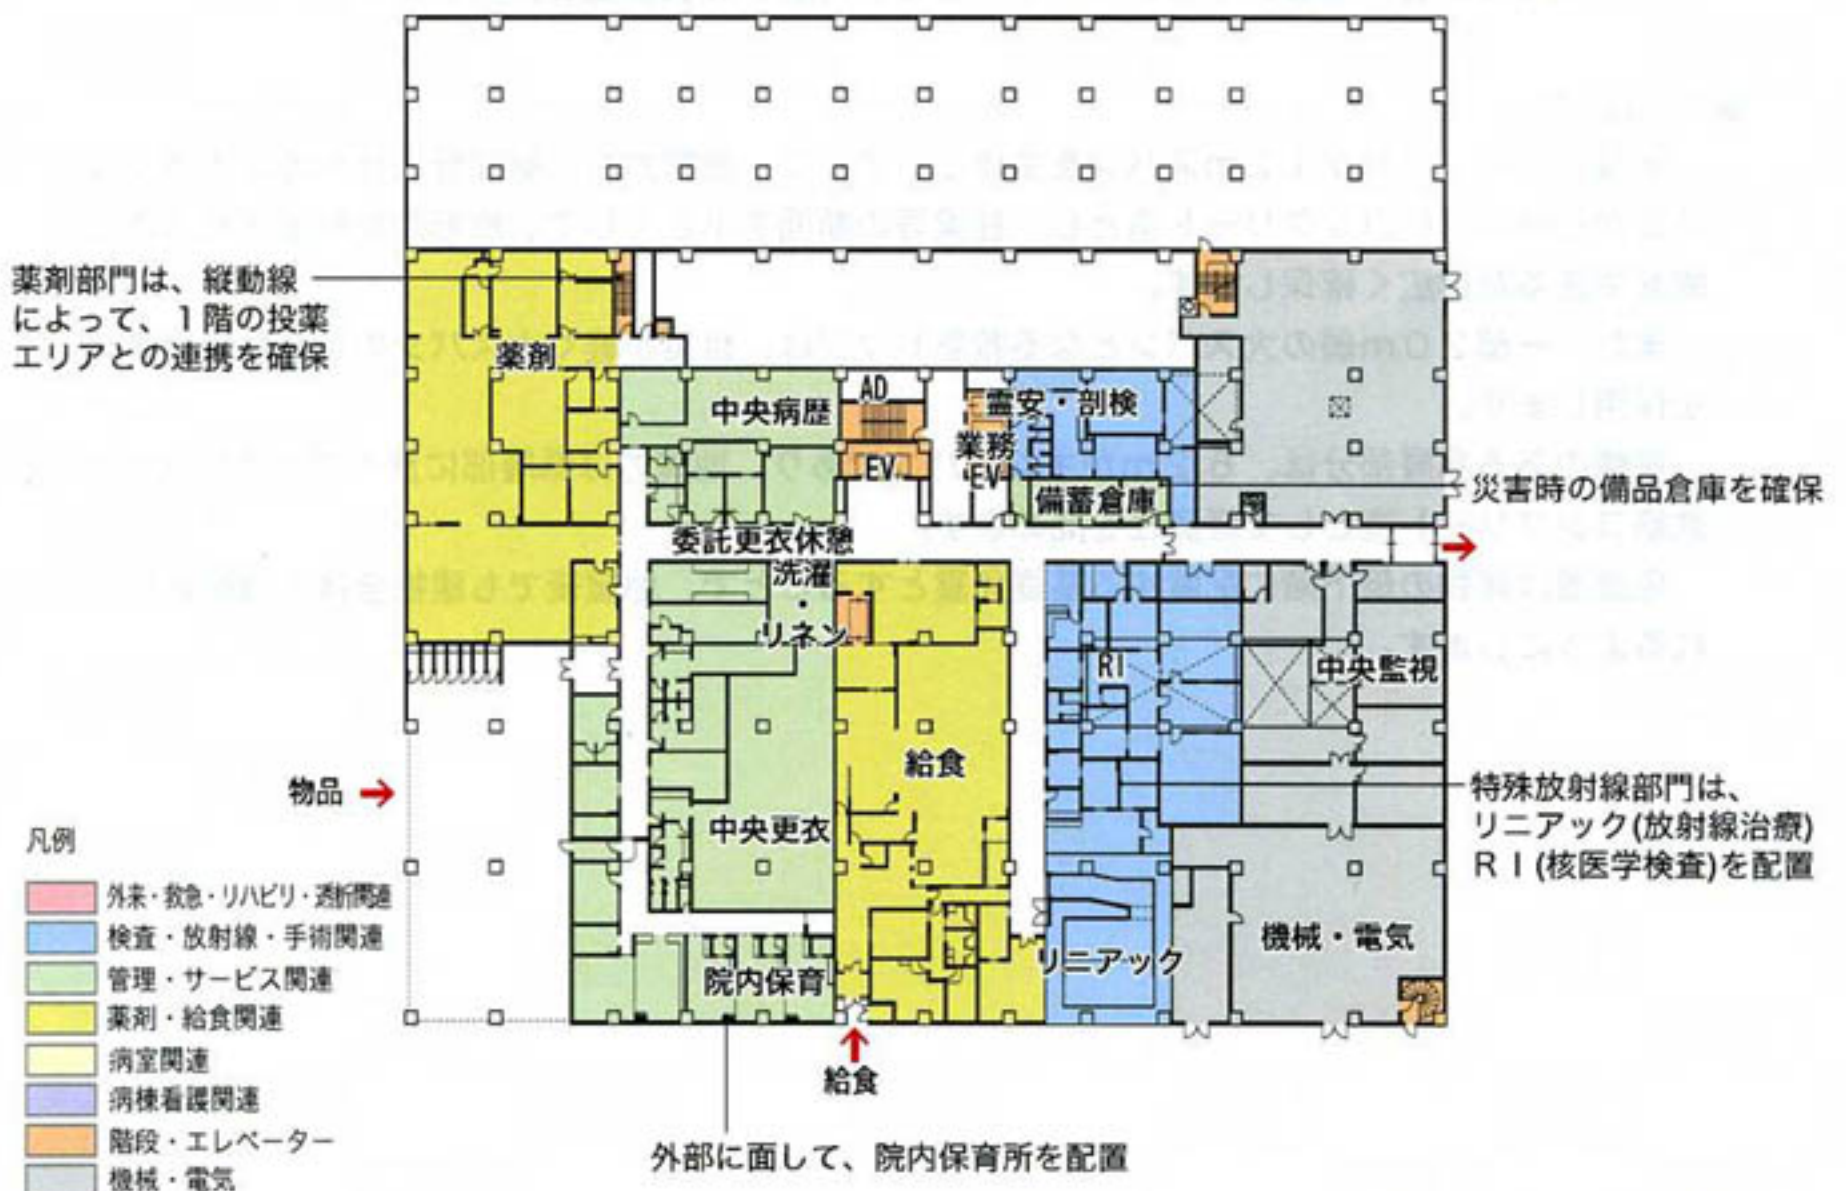 薬剤部門は、縦動線
によって、1階の投薬
エリアとの連携を確保
薬剤
中央病歴
AD
EV
業務
EV
霊安・剖検
備蓄倉庫
災害時の備品倉庫を確保
委託更衣休憩
洗濯
・
リネン
RI
中央監視
給食
物品
中央更衣
特殊放射線部門は、
リニアック(放射線治療)
RI(核医学検査)を配置
院内保育
リニアック
機械・電気
給食
外部に面して、院内保育所を配置
凡例
外来・救急・リハビリ・透析関連
検査・放射線・手術関連
管理・サービス関連
薬剤・給食関連
病室関連
病棟看護関連
階段・エレベーター
機械・電気